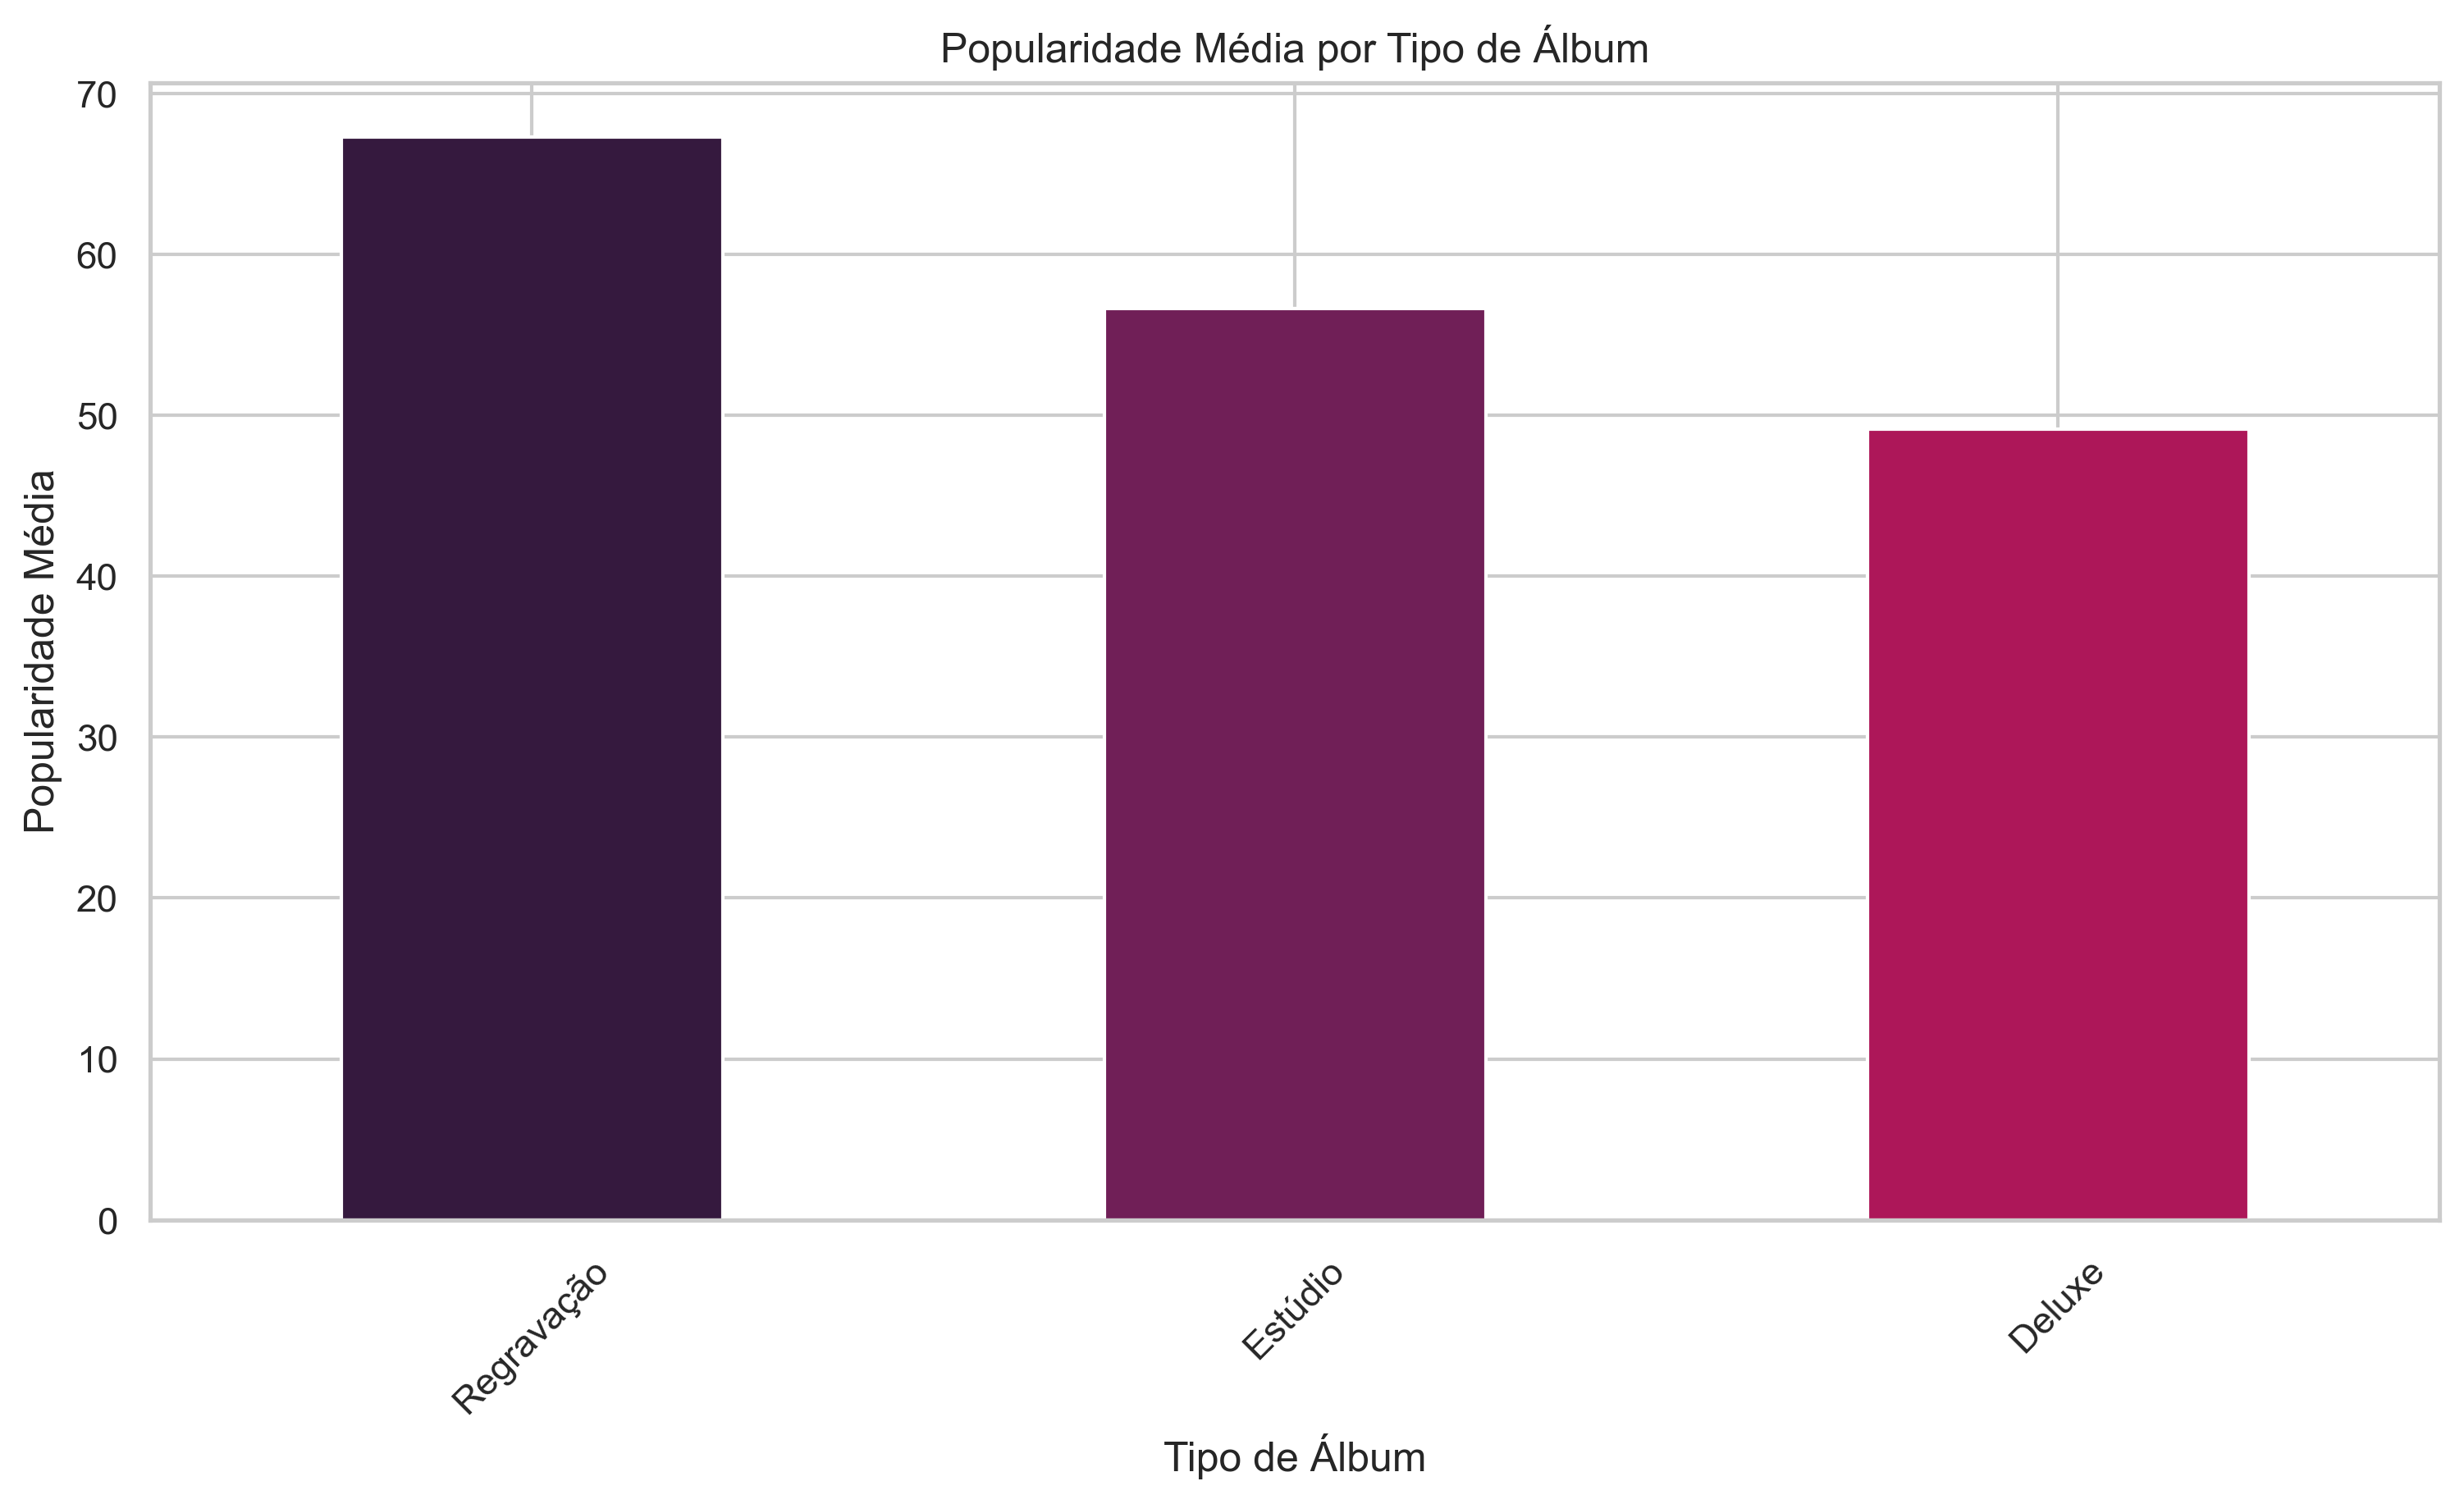 Popularidade Média por Tipo de Álbum
70
60
50
40
30
20
10
0
Popularidade Média
Regravação
Estúdio
Deluxe
Tipo de Álbum